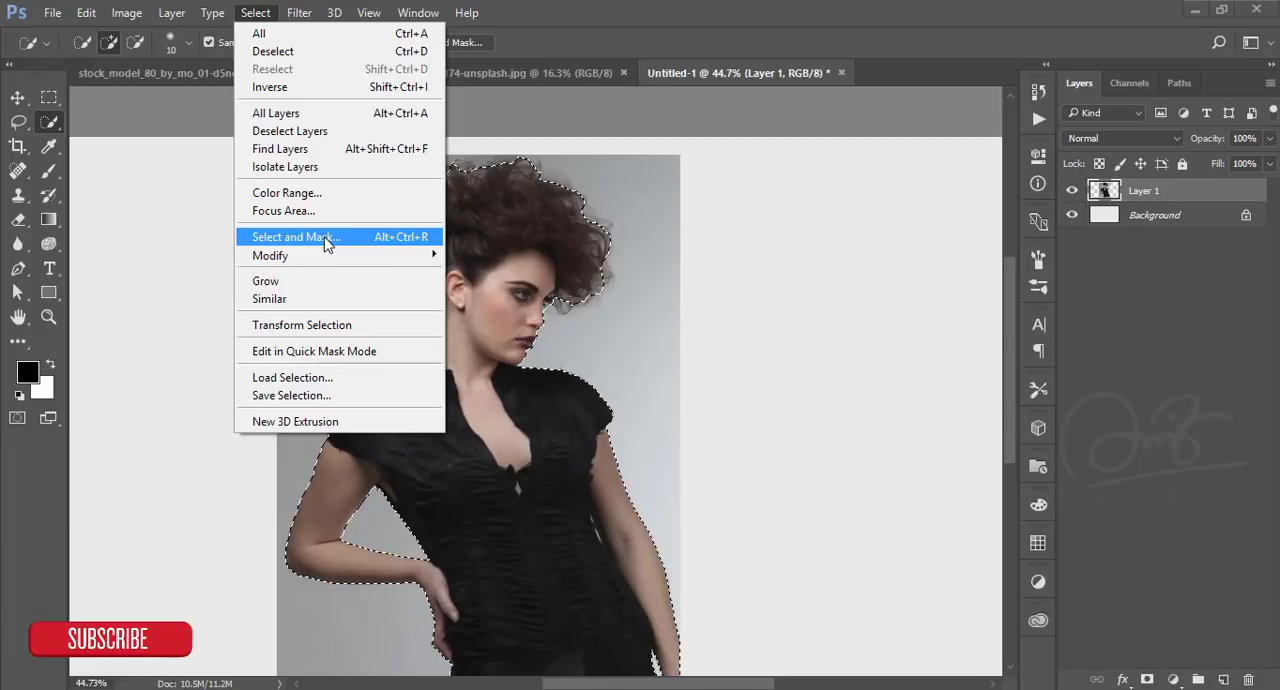 Ps File Edit Image Layer Type Select Filter 3D View Window Help
10 San d Mask...
stock_model_80_by_mo_01-d5n 74-unsplash.jpg @ 16.3% (RGB/8) × Untitled-1 @ 44.7% (Layer 1, RGB/8) * ×
All Ctrl+A
Deselect Ctrl+D
Reselect Shift+Ctrl+D
Inverse Shift+Ctrl+I
All Layers Alt+Ctrl+A
Deselect Layers
Find Layers Alt+Shift+Ctrl+F
Isolate Layers
Color Range...
Focus Area...
Select and Mask... Alt+Ctrl+R
Modify
Grow
Similar
Transform Selection
Edit in Quick Mask Mode
Load Selection...
Save Selection...
New 3D Extrusion
Layers Channels Paths
Kind
Normal Opacity: 100%
Lock: Fill: 100%
Layer 1
Background
SUBSCRIBE
44.73% Doc: 10.5M/11.2M